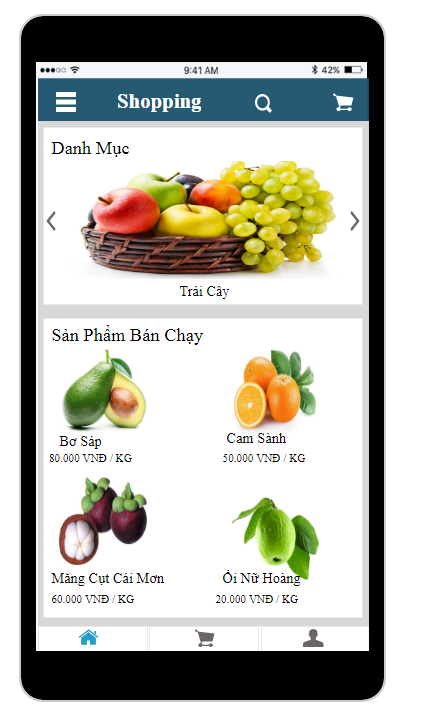 9:41 AM 42%
Shopping
Danh Mục
Trái Cây
Sản Phẩm Bán Chạy
Bơ Sáp
Cam Sành
80.000 VNĐ / KG
50.000 VNĐ / KG
Măng Cụt Cái Mơn
Ổi Nữ Hoàng
60.000 VNĐ / KG
20.000 VNĐ / KG